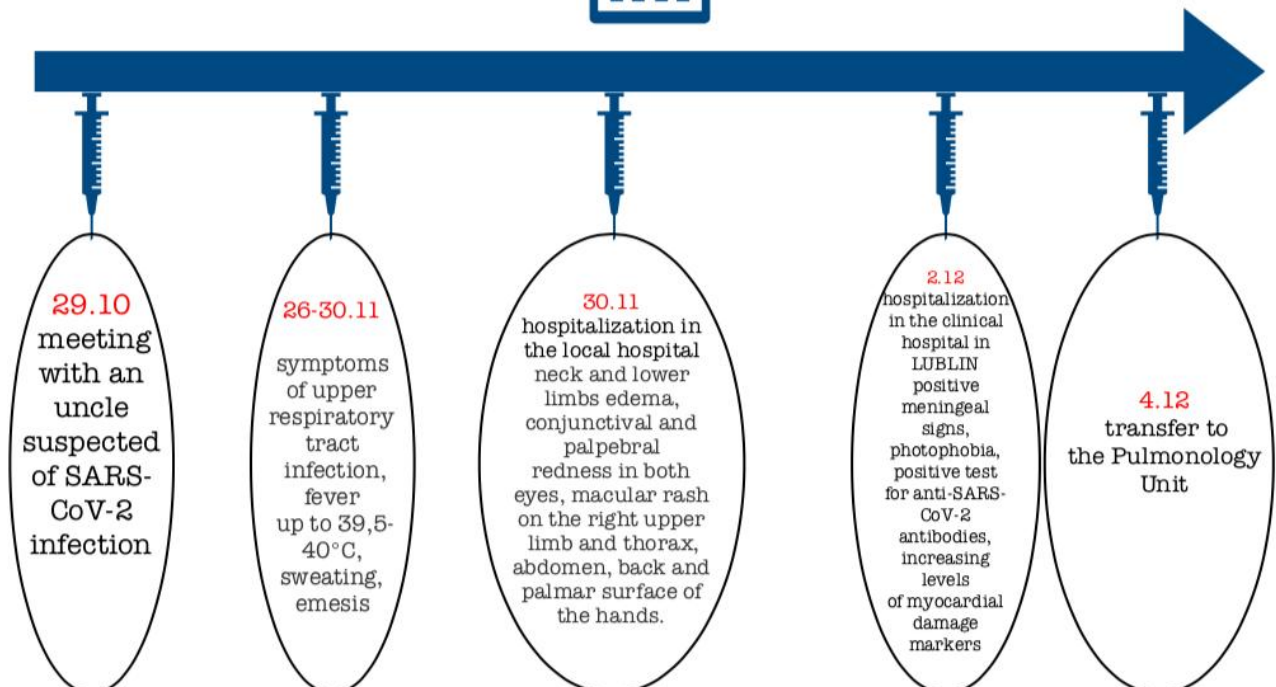 29.10
meeting
with an
uncle
suspected
of SARS-
CoV-2
infection
26-30.11
symptoms
of upper
respiratory
tract
infection,
fever
up to 39,5-
40°C,
sweating,
emesis
30.11
hospitalization in
the local hospital
neck and lower
limbs edema,
conjunctival and
palpebral
redness in both
eyes, macular rash
on the right upper
limb and thorax,
abdomen, back and
palmar surface of
the hands.
2.12
hospitalization
in the clinical
hospital in
LUBLIN
positive
meningeal
signs,
photophobia,
positive test
for anti-SARS-
CoV-2
antibodies,
increasing
levels
of myocardial
damage
markers
4.12
transfer to
the Pulmonology
Unit